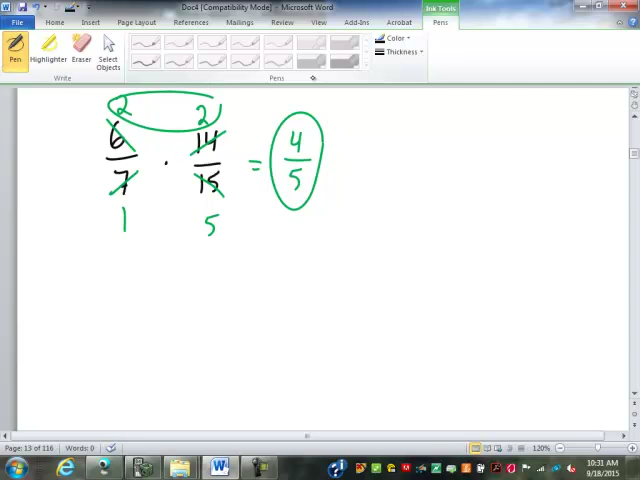 Doc4 [Compatibility Mode] - Microsoft Word
Ink Tools
File Home Insert Page Layout References Mailings Review View Add-Ins Acrobat Pens
Pen
Highlighter
Eraser
Select
Objects
Color
Thickness
Write
Pens
2 2
6 14 4
— · — = —
7 15 5
1 5
Page: 13 of 116 Words: 0
120%
10:31 AM
9/18/2015